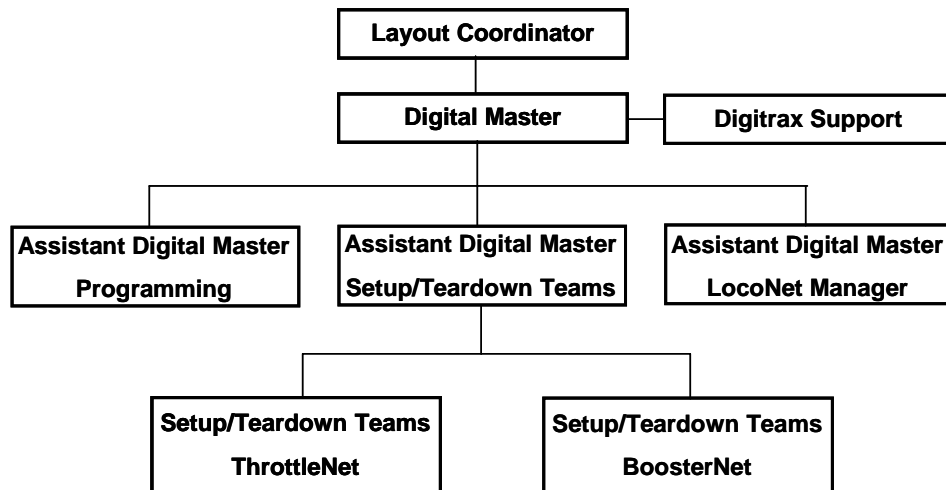 Layout Coordinator
Digital Master
Digitrax Support
Assistant Digital Master
Programming
Assistant Digital Master
Setup/Teardown Teams
Assistant Digital Master
LocoNet Manager
Setup/Teardown Teams
ThrottleNet
Setup/Teardown Teams
BoosterNet